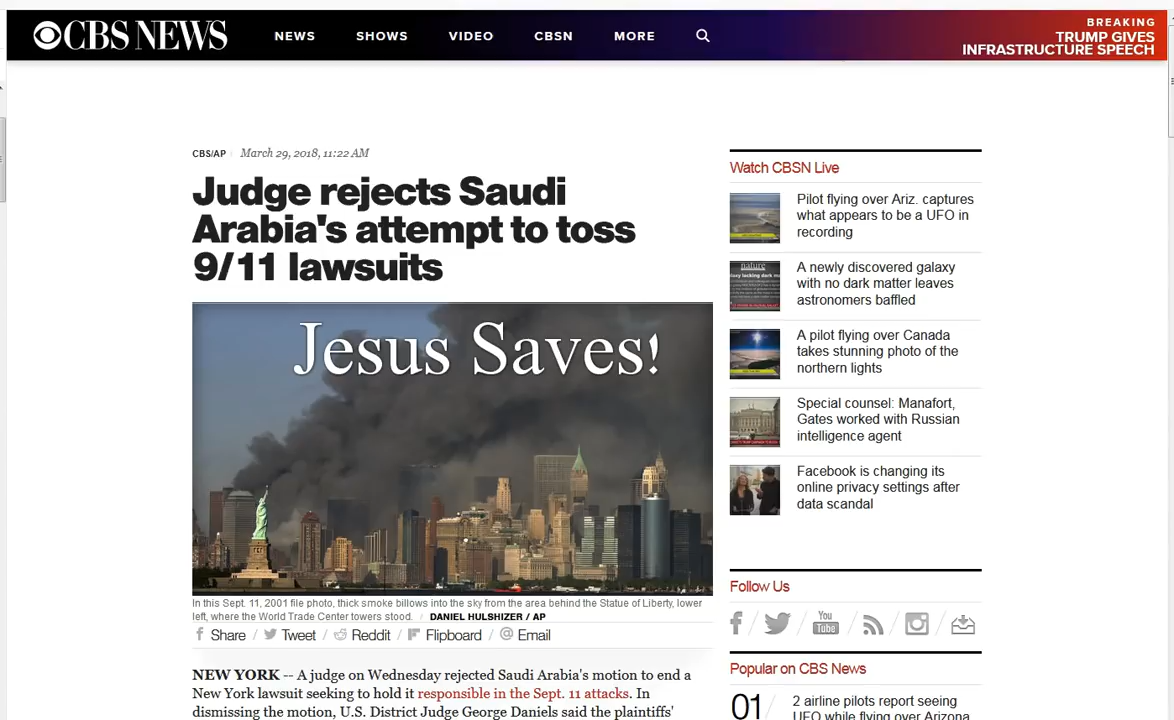 CBS NEWS
NEWS SHOWS VIDEO CBSN MORE
BREAKING
TRUMP GIVES
INFRASTRUCTURE SPEECH
CBS/AP March 29, 2018, 11:22 AM
Judge rejects Saudi
Arabia's attempt to toss
9/11 lawsuits
Jesus Saves!
In this Sept. 11, 2001 file photo, thick smoke billows into the sky from the area behind the Statue of Liberty, lower
left, where the World Trade Center towers stood. / DANIEL HULSHIZER / AP
Share / Tweet / Reddit / Flipboard / Email
NEW YORK -- A judge on Wednesday rejected Saudi Arabia's motion to end a
New York lawsuit seeking to hold it responsible in the Sept. 11 attacks. In
dismissing the motion, U.S. District Judge George Daniels said the plaintiffs'
Watch CBSN Live
Pilot flying over Ariz. captures
what appears to be a UFO in
recording
nature
A newly discovered galaxy
with no dark matter leaves
astronomers baffled
A pilot flying over Canada
takes stunning photo of the
northern lights
Special counsel: Manafort,
Gates worked with Russian
intelligence agent
Facebook is changing its
online privacy settings after
data scandal
Follow Us
You
Tube
Popular on CBS News
01 / 2 airline pilots report seeing
UFO while flying over Arizona